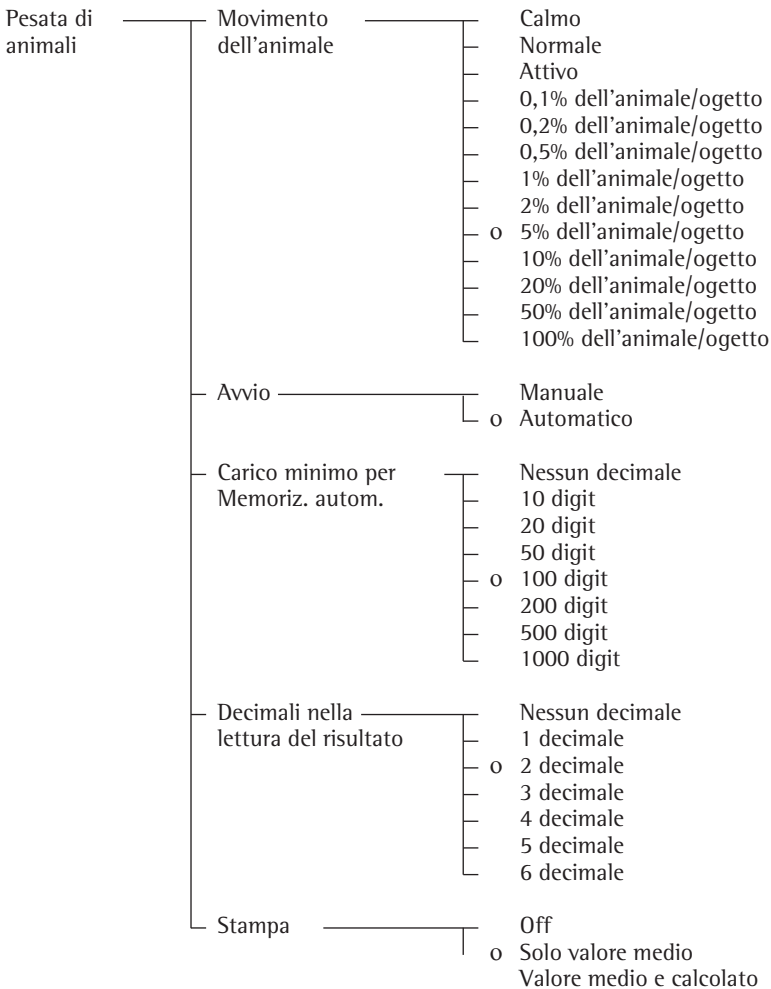 Pesata di animali
Movimento dell'animale
Calmo
Normale
Attivo
0,1% dell'animale/ogetto
0,2% dell'animale/ogetto
0,5% dell'animale/ogetto
1% dell'animale/ogetto
2% dell'animale/ogetto
o 5% dell'animale/ogetto
10% dell'animale/ogetto
20% dell'animale/ogetto
50% dell'animale/ogetto
100% dell'animale/ogetto
Avvio
Manuale
o Automatico
Carico minimo per
Memoriz. autom.
Nessun decimale
10 digit
20 digit
50 digit
o 100 digit
200 digit
500 digit
1000 digit
Decimali nella
lettura del risultato
Nessun decimale
1 decimale
o 2 decimale
3 decimale
4 decimale
5 decimale
6 decimale
Stampa
Off
o Solo valore medio
Valore medio e calcolato